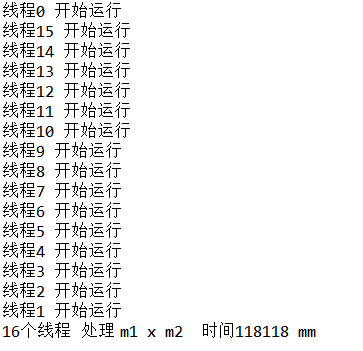 线程0 开始运行
线程15 开始运行
线程14 开始运行
线程13 开始运行
线程12 开始运行
线程11 开始运行
线程10 开始运行
线程9 开始运行
线程8 开始运行
线程7 开始运行
线程6 开始运行
线程5 开始运行
线程4 开始运行
线程3 开始运行
线程2 开始运行
线程1 开始运行
16个线程 处理 m1 x m2  时间118118 mm